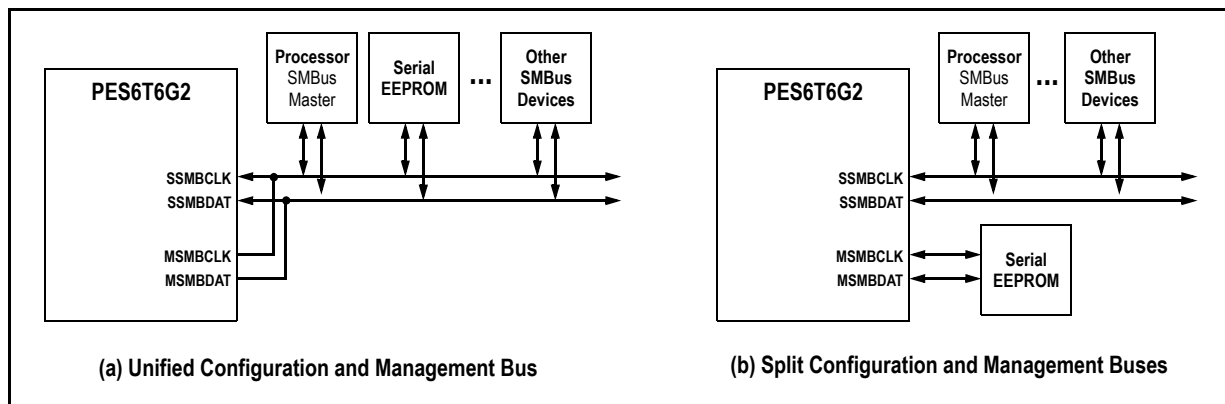 PES6T6G2
Processor
SMBus
Master
Serial
EEPROM
...
Other
SMBus
Devices
SSMBCLK
SSMBDAT
MSMBCLK
MSMBDAT
(a) Unified Configuration and Management Bus
PES6T6G2
Processor
SMBus
Master
...
Other
SMBus
Devices
SSMBCLK
SSMBDAT
MSMBCLK
MSMBDAT
Serial
EEPROM
(b) Split Configuration and Management Buses